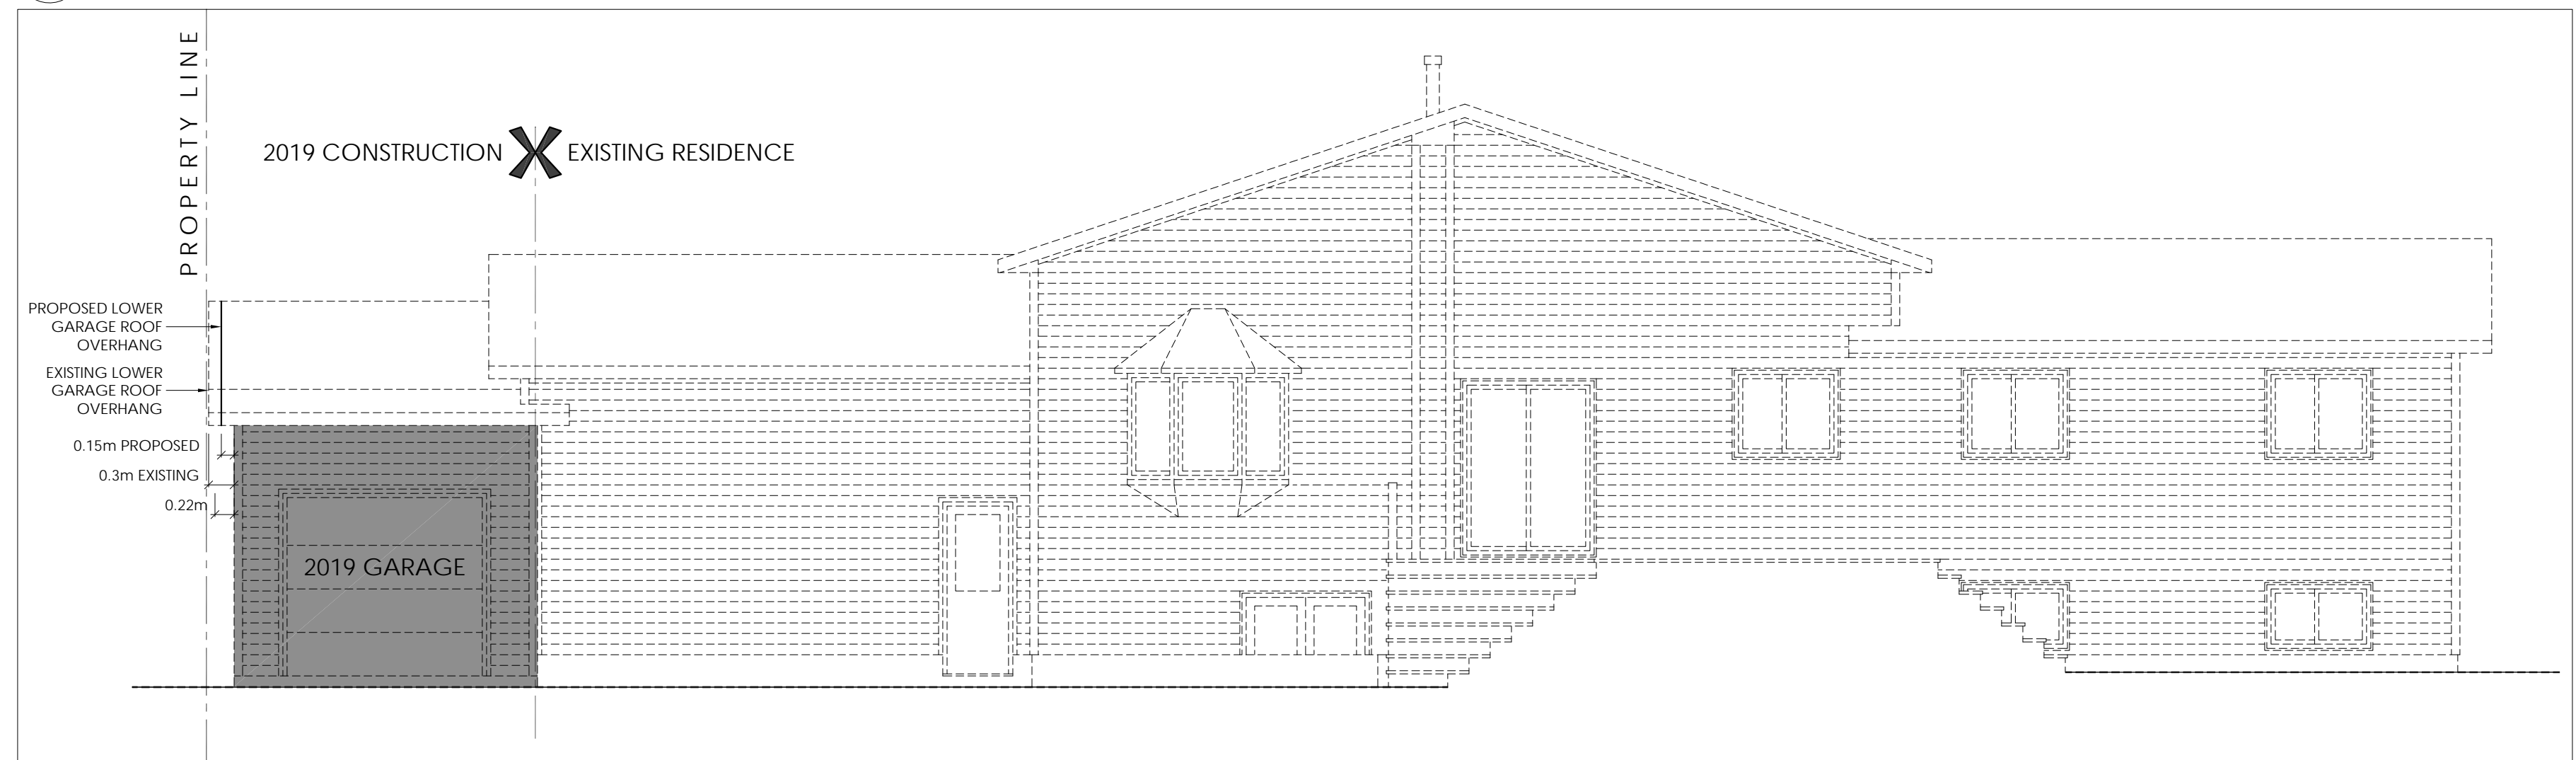 PROPERTY LINE
2019 CONSTRUCTION
EXISTING RESIDENCE
PROPOSED LOWER
GARAGE ROOF
OVERHANG
EXISTING LOWER
GARAGE ROOF
OVERHANG
0.15m PROPOSED
0.3m EXISTING
0.22m
2019 GARAGE